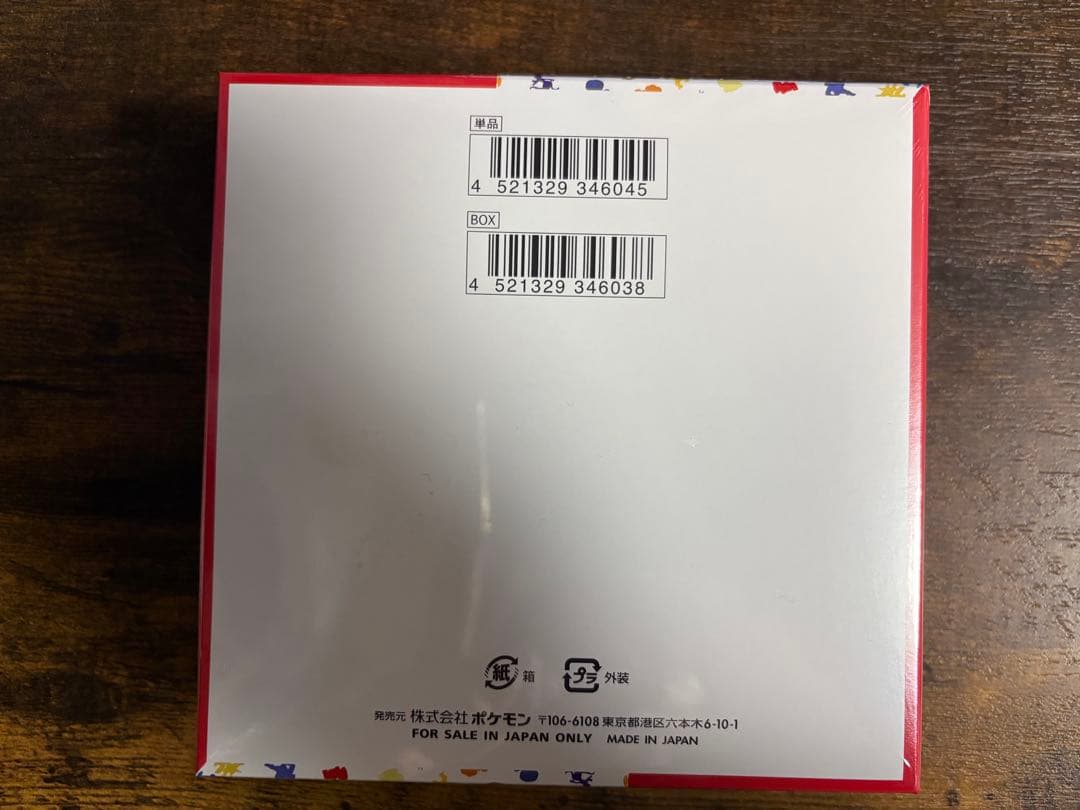 単品
4 521329 346045
BOX
4 521329 346038
紙 箱 プラ 外装
発売元 株式会社 ポケモン 〒106-6108 東京都港区六本木6-10-1
FOR SALE IN JAPAN ONLY MADE IN JAPAN